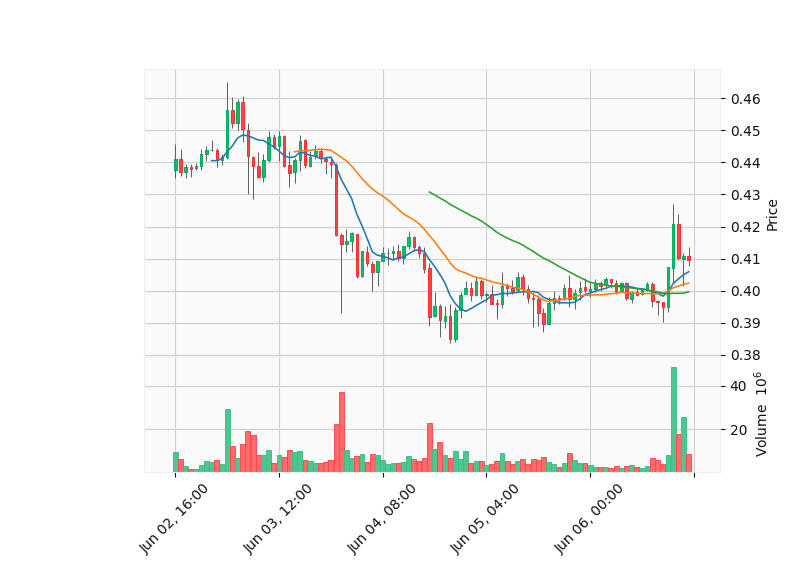 0.46
0.45
0.44
0.43
0.42
0.41
0.40
0.39
0.38
Price
40
20
Volume 10^6
Jun 02, 16:00
Jun 03, 12:00
Jun 04, 08:00
Jun 05, 04:00
Jun 06, 00:00